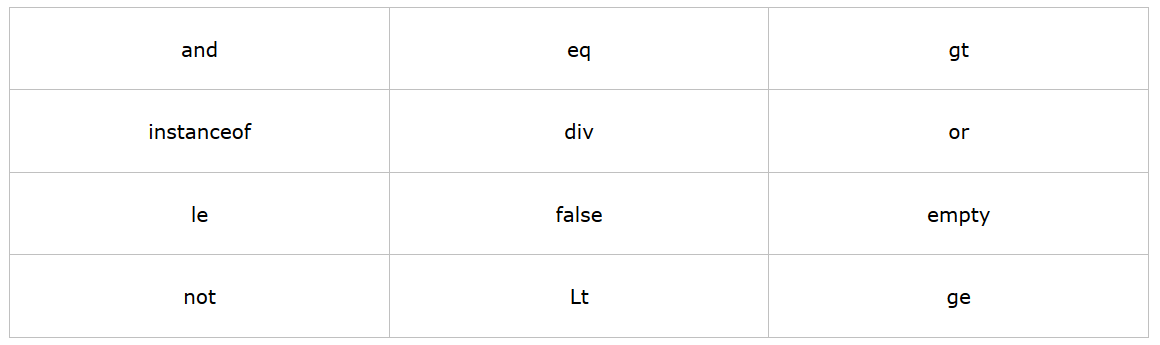 and eq gt
instanceof div or
le false empty
not Lt ge